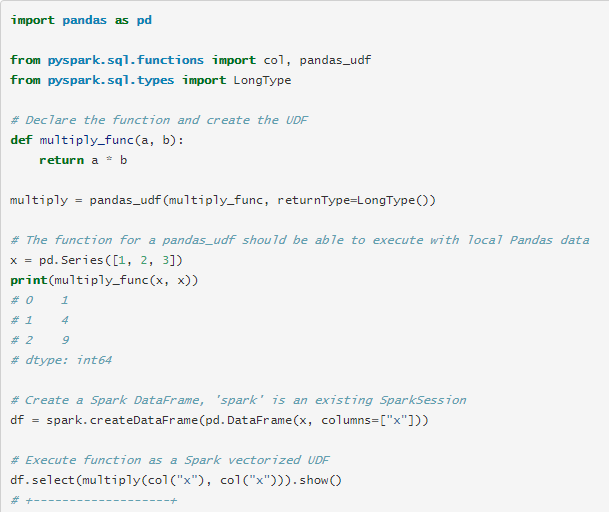 import pandas as pd
from pyspark.sql.functions import col, pandas_udf
from pyspark.sql.types import LongType
# Declare the function and create the UDF
def multiply_func(a, b):
    return a * b
multiply = pandas_udf(multiply_func, returnType=LongType())
# The function for a pandas_udf should be able to execute with local Pandas data
x = pd.Series([1, 2, 3])
print(multiply_func(x, x))
# 0    1
# 1    4
# 2    9
# dtype: int64
# Create a Spark DataFrame, 'spark' is an existing SparkSession
df = spark.createDataFrame(pd.DataFrame(x, columns=["x"]))
# Execute function as a Spark vectorized UDF
df.select(multiply(col("x"), col("x"))).show()
# +-------------------+